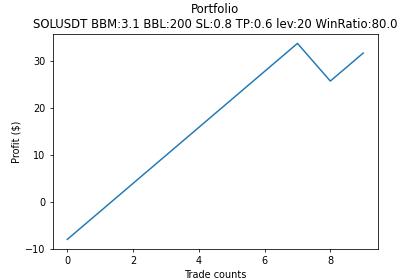 Portfolio
SOLUSDT BBM:3.1 BBL:200 SL:0.8 TP:0.6 lev:20 WinRatio:80.0
30
20
10
0
−10
Profit ($)
0 2 4 6 8
Trade counts